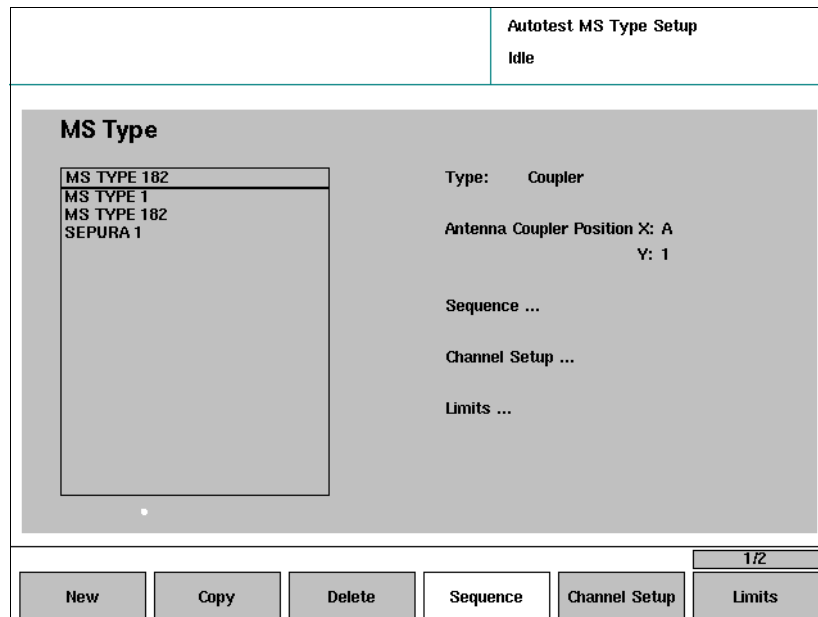 Autotest MS Type Setup
Idle
MS Type
MS TYPE 182
MS TYPE 1
MS TYPE 182
SEPURA 1
Type: Coupler
Antenna Coupler Position X: A
Y: 1
Sequence ...
Channel Setup ...
Limits ...
1/2
New Copy Delete Sequence Channel Setup Limits